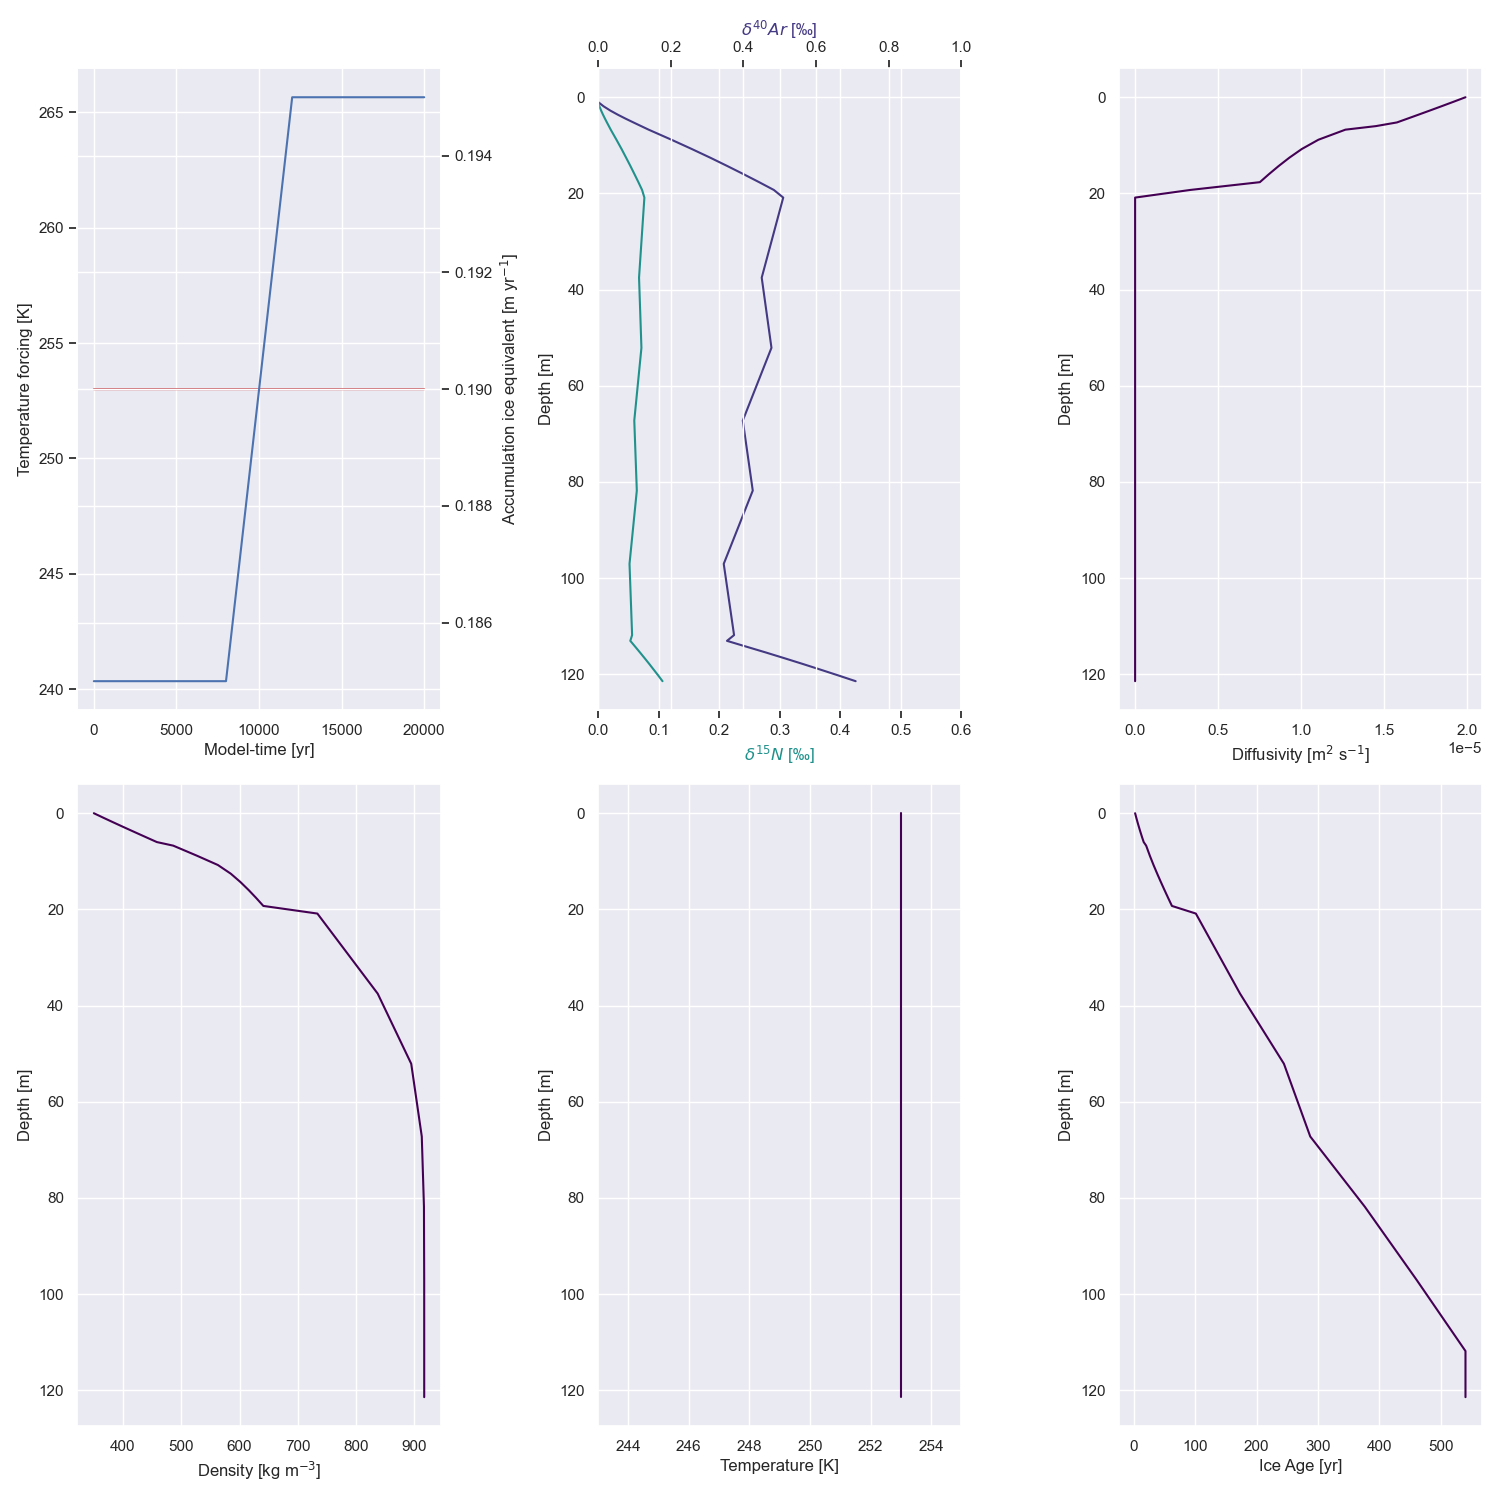 265
260
255
250
245
240
Temperature forcing [K]
0 5000 10000 15000 20000
Model-time [yr]
0.194
0.192
0.190
0.188
0.186
Accumulation ice equivalent [m yr⁻¹]
δ⁴⁰Ar [‰]
0.0 0.2 0.4 0.6 0.8 1.0
0
20
40
60
80
100
120
Depth [m]
0.0 0.1 0.2 0.3 0.4 0.5 0.6
δ¹⁵N [‰]
0
20
40
60
80
100
120
Depth [m]
0.0 0.5 1.0 1.5 2.0
1e−5
Diffusivity [m² s⁻¹]
0
20
40
60
80
100
120
Depth [m]
400 500 600 700 800 900
Density [kg m⁻³]
0
20
40
60
80
100
120
Depth [m]
244 246 248 250 252 254
Temperature [K]
0
20
40
60
80
100
120
Depth [m]
0 100 200 300 400 500
Ice Age [yr]